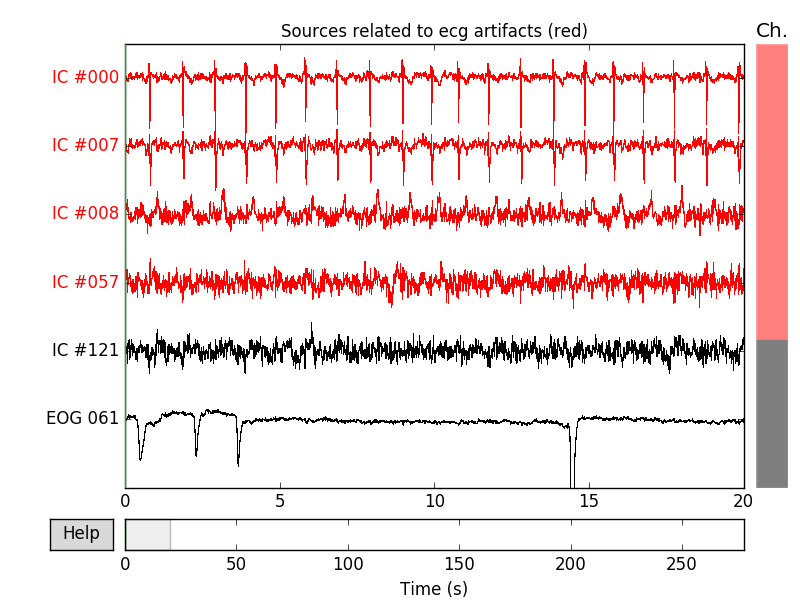 Sources related to ecg artifacts (red)
Ch.
IC #000
IC #007
IC #008
IC #057
IC #121
EOG 061
0 5 10 15 20
Help
0 50 100 150 200 250
Time (s)